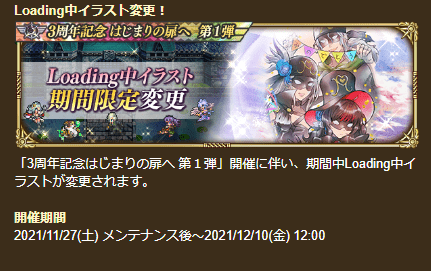 Loading中イラスト変更！
3周年記念 はじまりの扉へ 第1弾
Loading中イラスト
期間限定変更
「3周年記念はじまりの扉へ 第１弾」開催に伴い、期間中Loading中イ
ラストが変更されます。
開催期間
2021/11/27(土) メンテナンス後～2021/12/10(金) 12:00